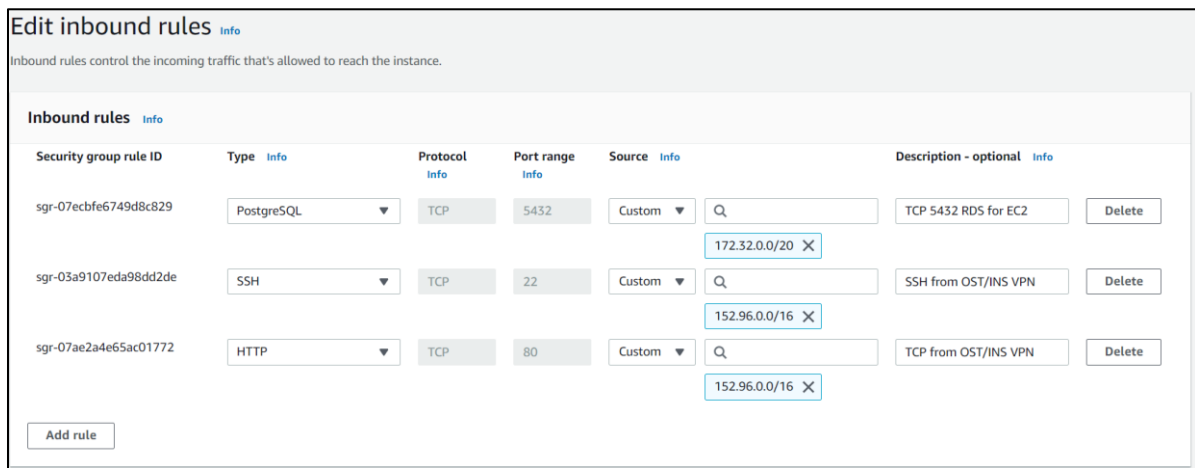 Edit inbound rules Info
Inbound rules control the incoming traffic that's allowed to reach the instance.
Inbound rules Info
Security group rule ID Type Info Protocol Info Port range Info Source Info Description - optional Info
sgr-07ecbfe6749d8c829 PostgreSQL TCP 5432 Custom TCP 5432 RDS for EC2 Delete
172.32.0.0/20
sgr-03a9107eda98dd2de SSH TCP 22 Custom SSH from OST/INS VPN Delete
152.96.0.0/16
sgr-07ae2a4e65ac01772 HTTP TCP 80 Custom TCP from OST/INS VPN Delete
152.96.0.0/16
Add rule